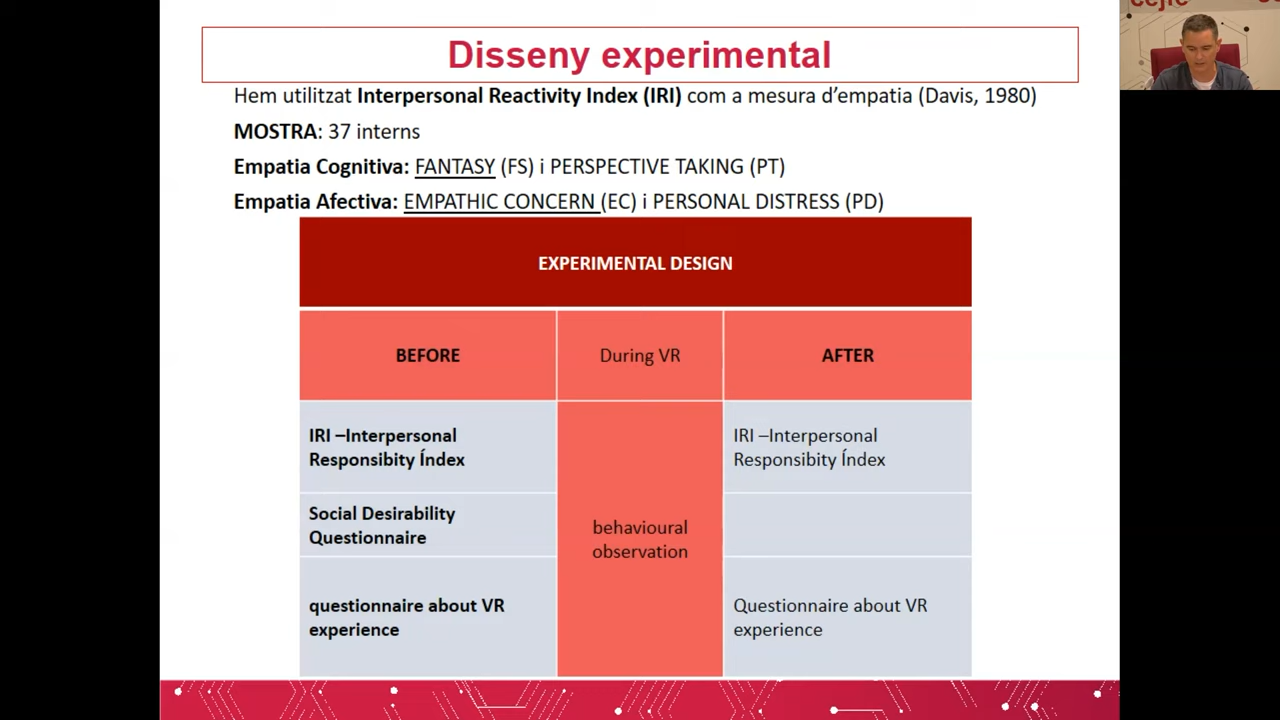 Disseny experimental
Hem utilitzat Interpersonal Reactivity Index (IRI) com a mesura d’empatia (Davis, 1980)
MOSTRA: 37 interns
Empatia Cognitiva: FANTASY (FS) i PERSPECTIVE TAKING (PT)
Empatia Afectiva: EMPATHIC CONCERN (EC) i PERSONAL DISTRESS (PD)
EXPERIMENTAL DESIGN
BEFORE
During VR
AFTER
IRI –Interpersonal
Responsibity Índex
IRI –Interpersonal
Responsibity Índex
Social Desirability
Questionnaire
behavioural
observation
questionnaire about VR
experience
Questionnaire about VR
experience